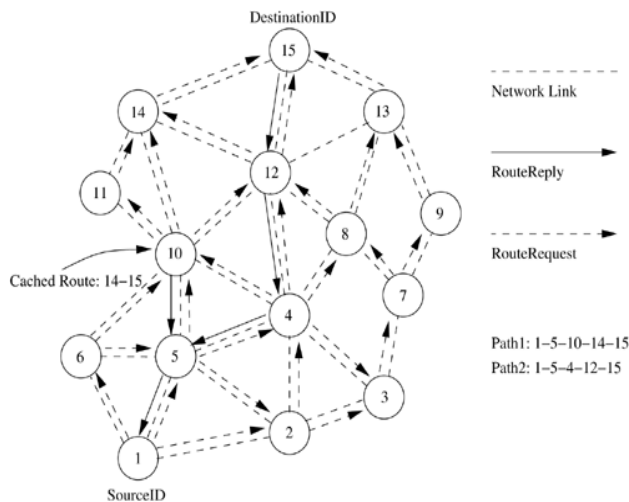 DestinationID
15
14
13
12
11
9
8
10
Cached Route: 14–15
7
4
6
5
3
2
1
SourceID
Network Link
RouteReply
RouteRequest
Path1: 1–5–10–14–15
Path2: 1–5–4–12–15